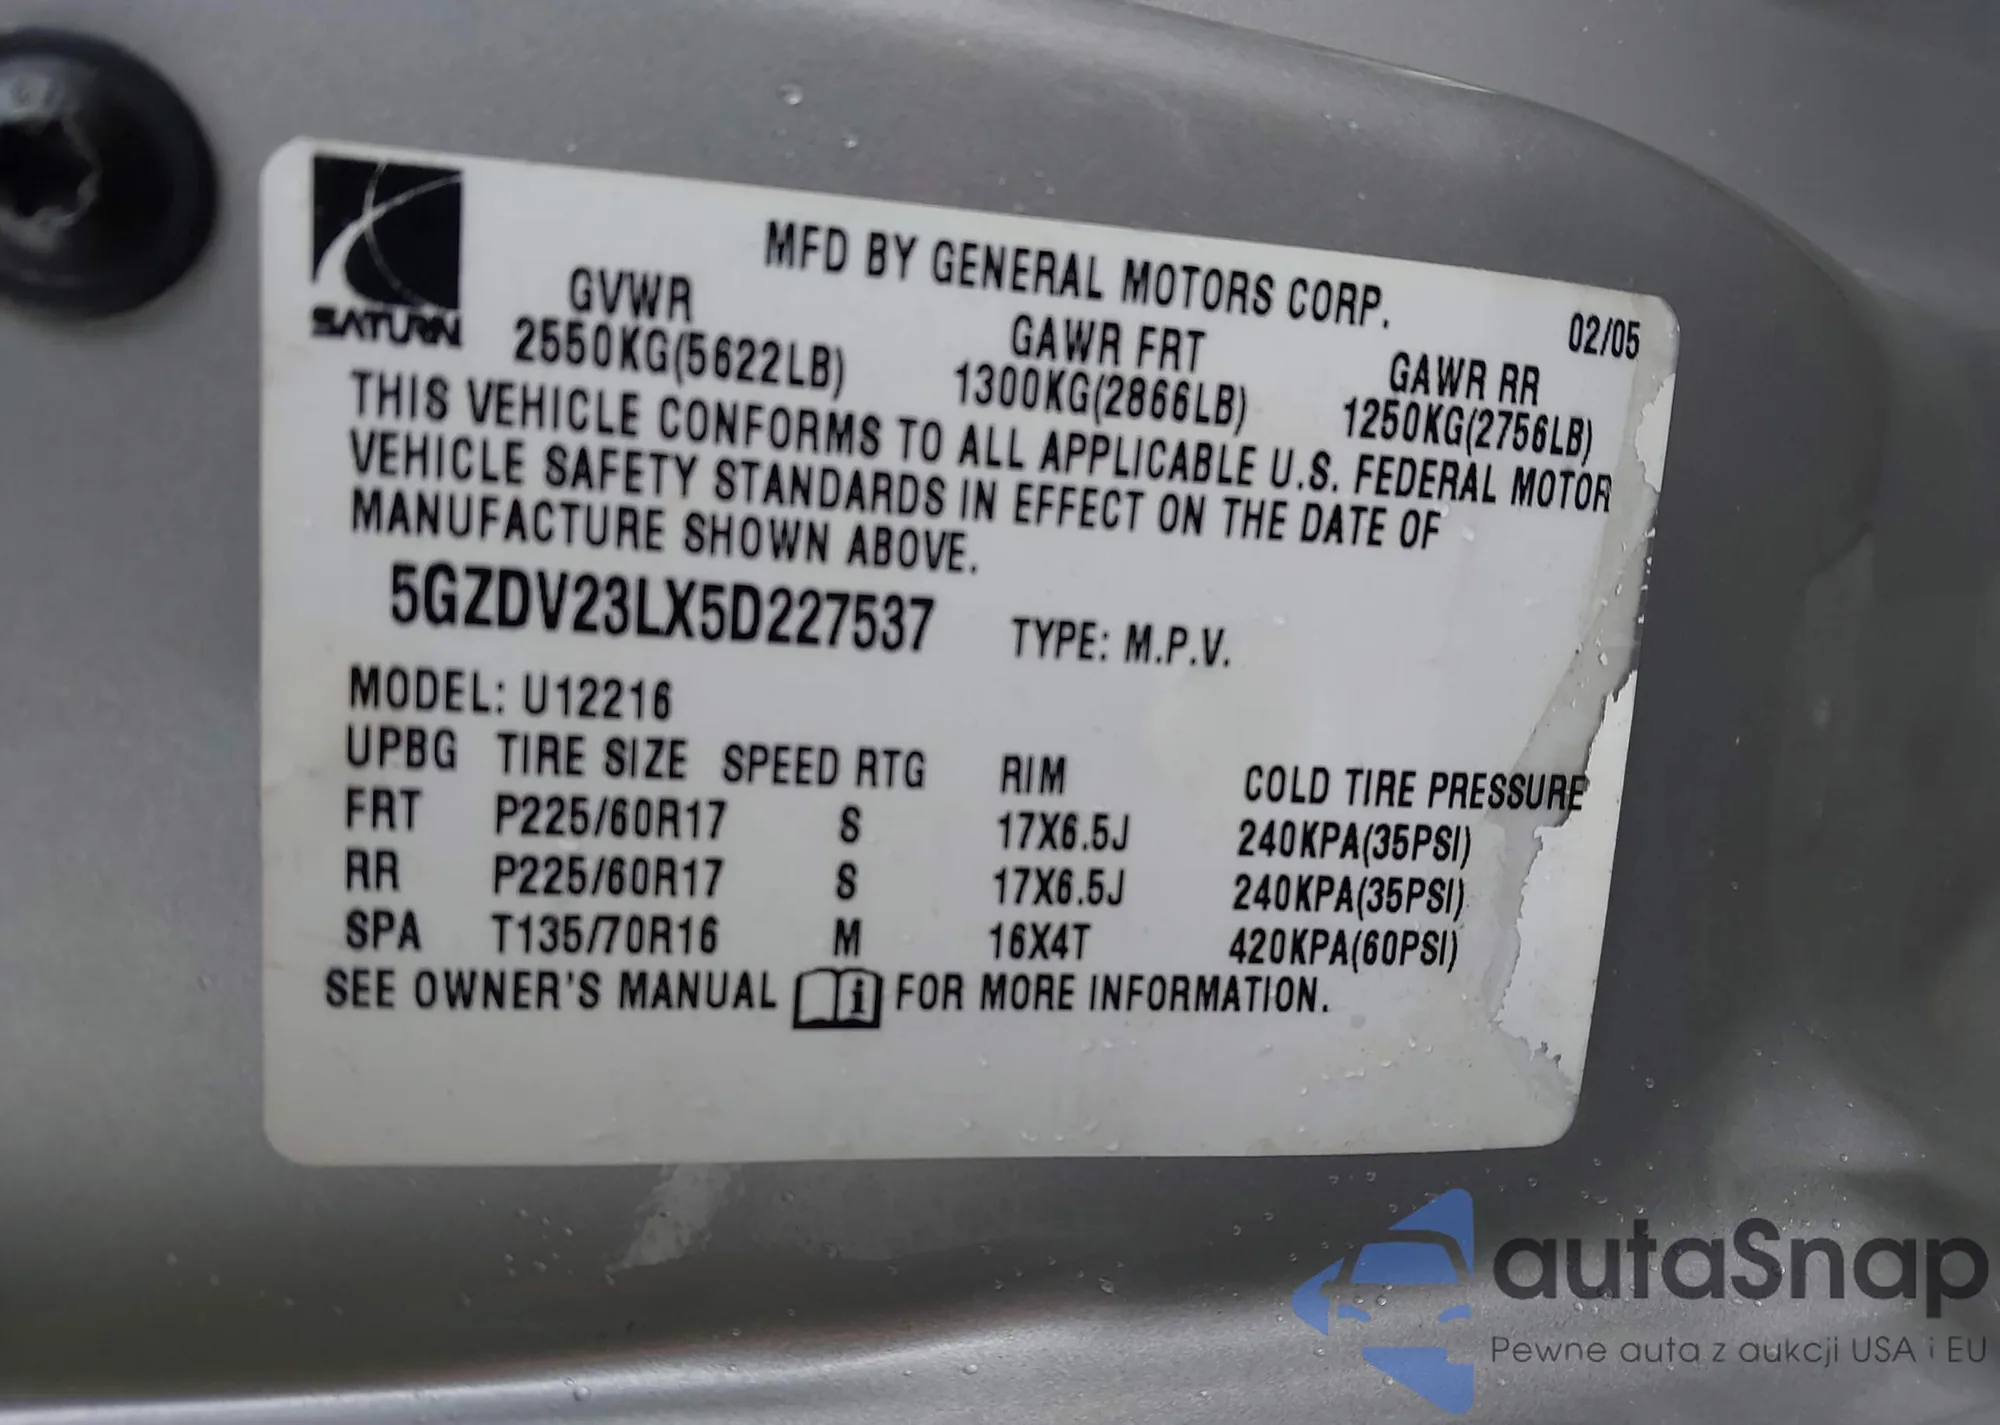 SATURN
MFD BY GENERAL MOTORS CORP.
02/05
GVWR GAWR FRT GAWR RR
2550KG(5622LB) 1300KG(2866LB) 1250KG(2756LB)
THIS VEHICLE CONFORMS TO ALL APPLICABLE U.S. FEDERAL MOTOR
VEHICLE SAFETY STANDARDS IN EFFECT ON THE DATE OF
MANUFACTURE SHOWN ABOVE.
5GZDV23LX5D227537 TYPE: M.P.V.
MODEL: U12216
UPBG TIRE SIZE SPEED RTG RIM COLD TIRE PRESSURE
FRT P225/60R17 S 17X6.5J 240KPA(35PSI)
RR P225/60R17 S 17X6.5J 240KPA(35PSI)
SPA T135/70R16 M 16X4T 420KPA(60PSI)
SEE OWNER'S MANUAL i FOR MORE INFORMATION.
autaSnap
Pewne auta z aukcji USA i EU